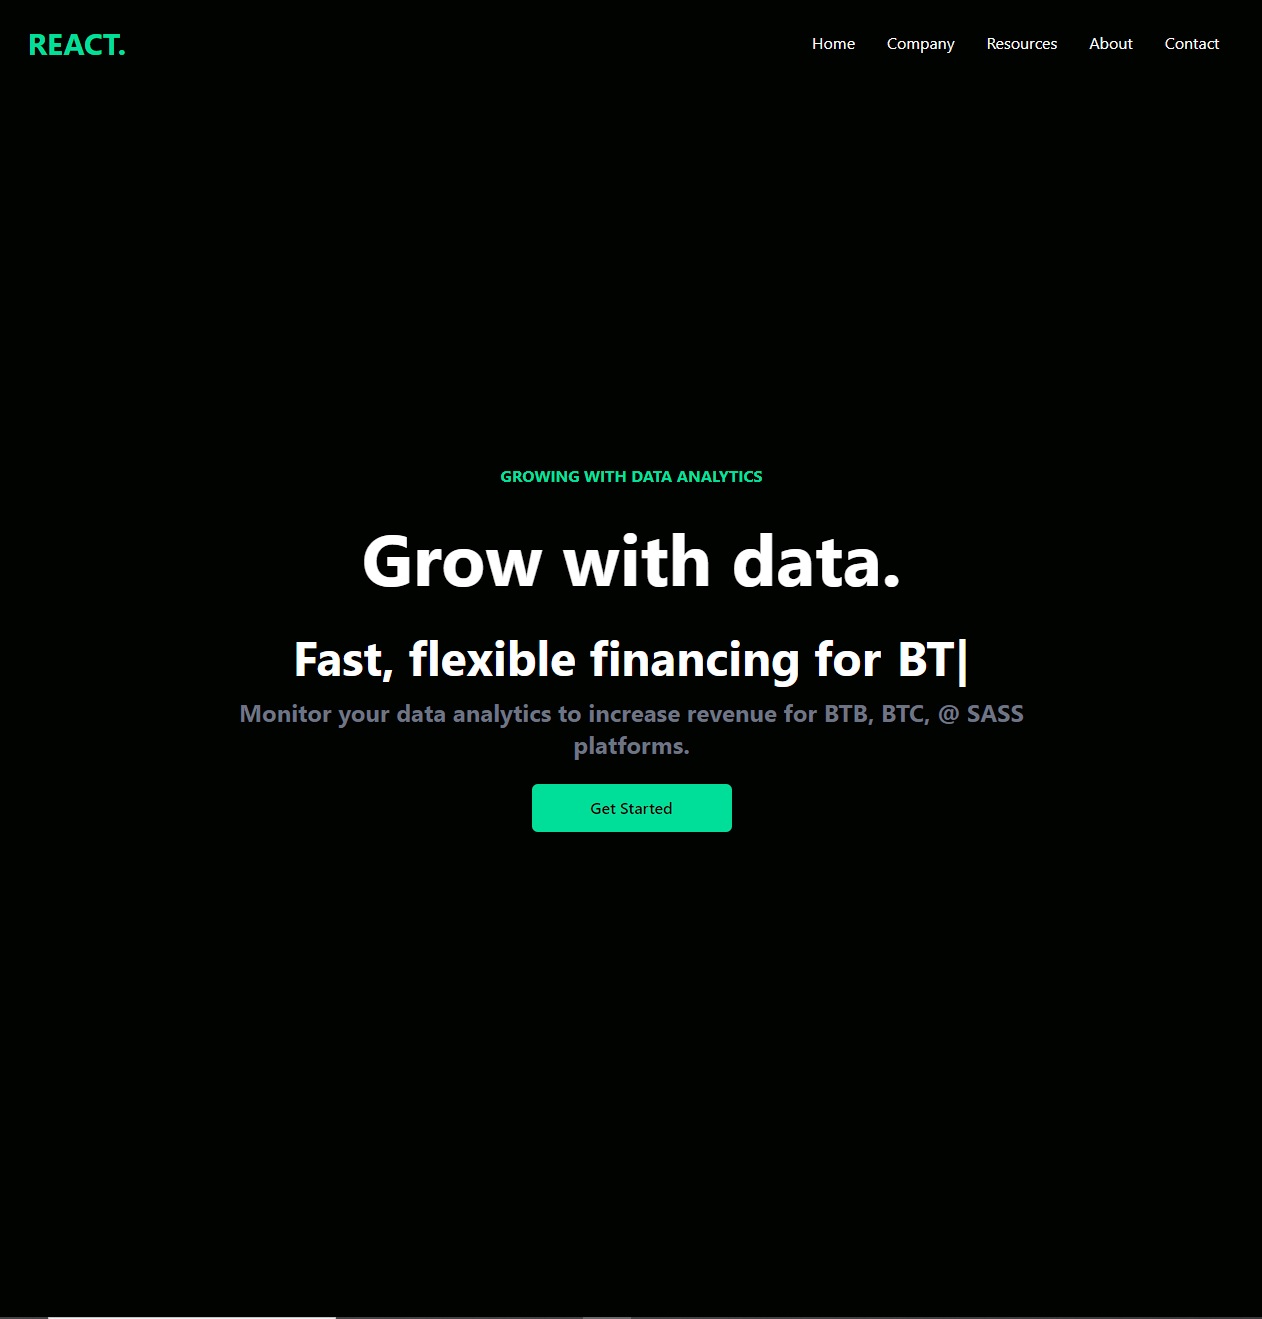 REACT.
Home Company Resources About Contact
GROWING WITH DATA ANALYTICS
Grow with data.
Fast, flexible financing for BT|
Monitor your data analytics to increase revenue for BTB, BTC, @ SASS
platforms.
Get Started